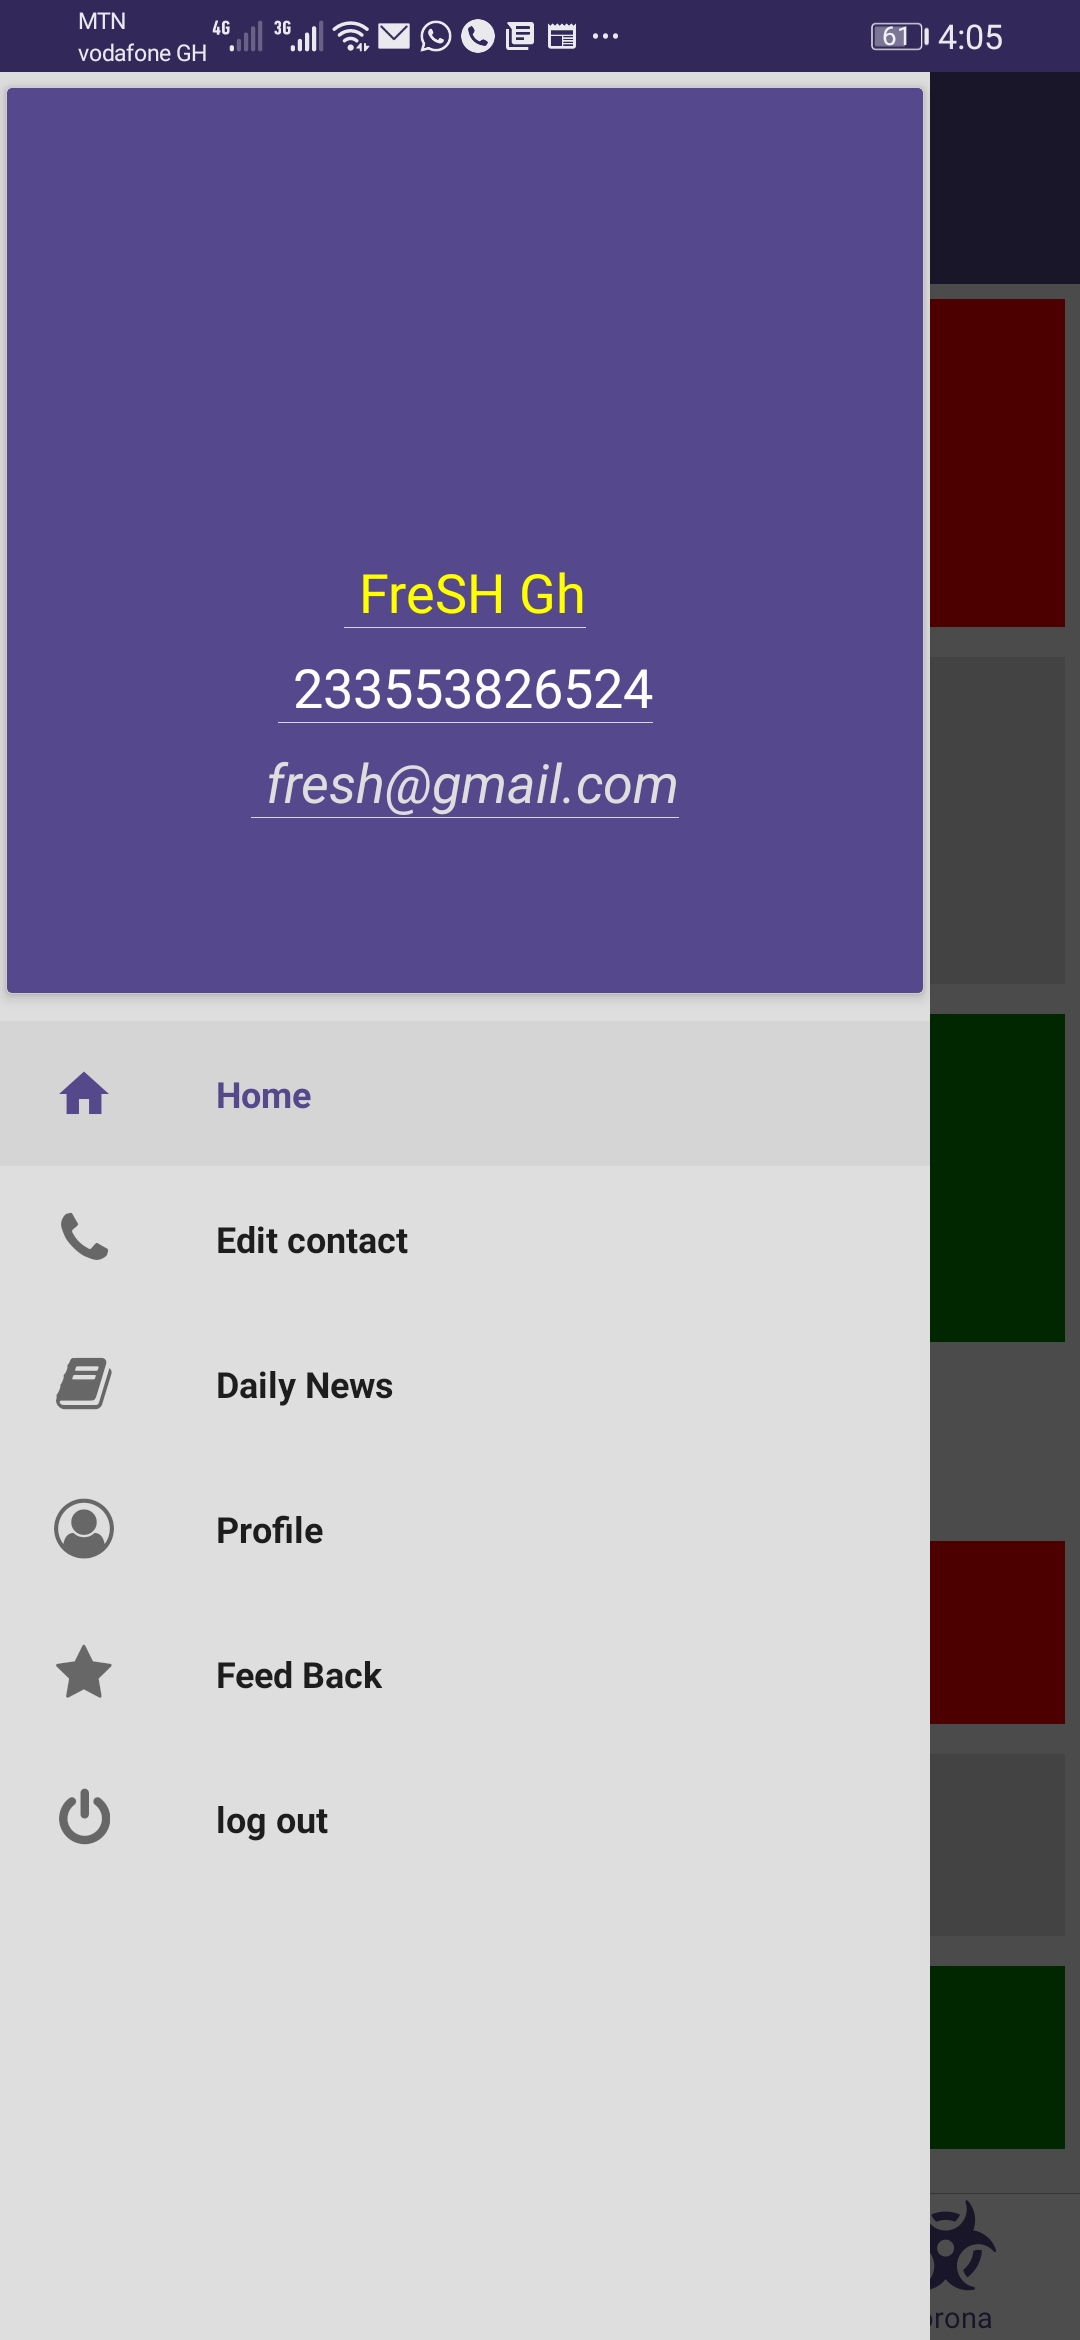 MTN
vodafone GH
4G
3G
61
4:05
FreSH Gh
233553826524
fresh@gmail.com
Home
Edit contact
Daily News
Profile
Feed Back
log out
orona